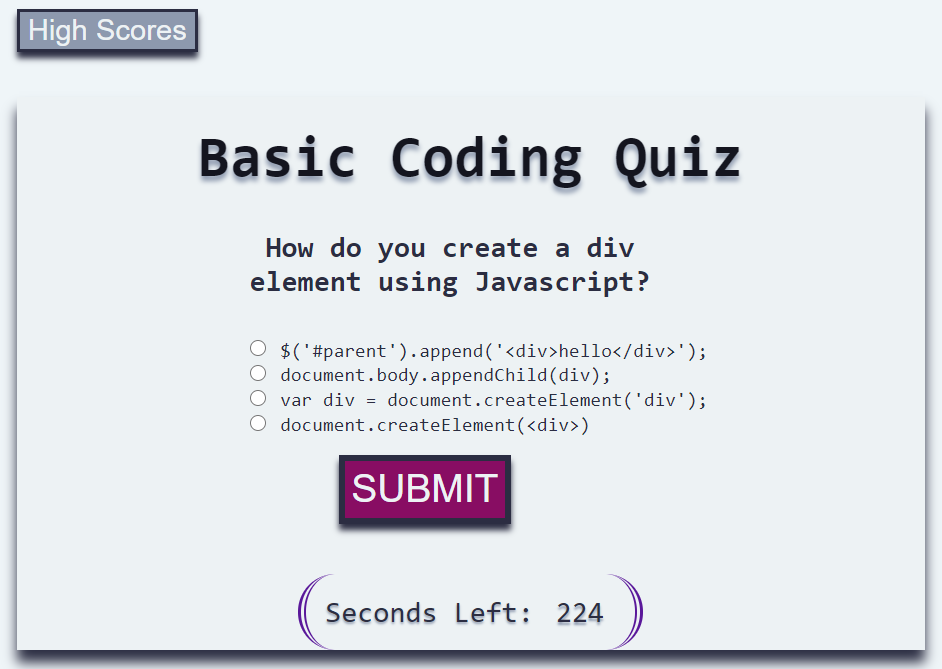 High Scores
Basic Coding Quiz
How do you create a div
element using Javascript?
$('#parent').append('<div>hello</div>');
document.body.appendChild(div);
var div = document.createElement('div');
document.createElement(<div>)
SUBMIT
Seconds Left: 224